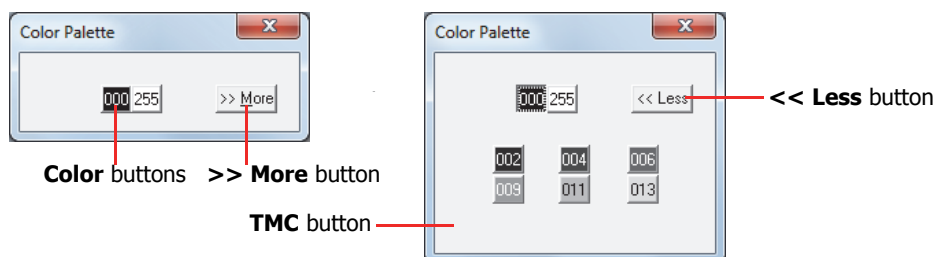 Color Palette
000 255 >> More
Color buttons >> More button
Color Palette
000 255 << Less
<< Less button
002 004 006
009 011 013
TMC button